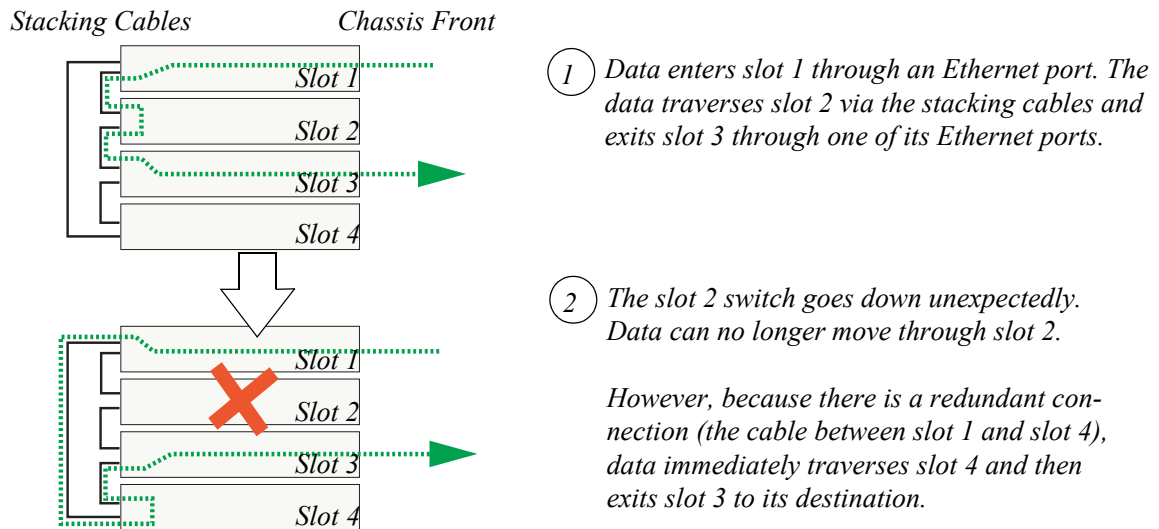 Stacking Cables
Chassis Front
Slot 1
Slot 2
Slot 3
Slot 4
1
Data enters slot 1 through an Ethernet port. The
data traverses slot 2 via the stacking cables and
exits slot 3 through one of its Ethernet ports.
Slot 1
Slot 2
Slot 3
Slot 4
2
The slot 2 switch goes down unexpectedly.
Data can no longer move through slot 2.
However, because there is a redundant con-
nection (the cable between slot 1 and slot 4),
data immediately traverses slot 4 and then
exits slot 3 to its destination.